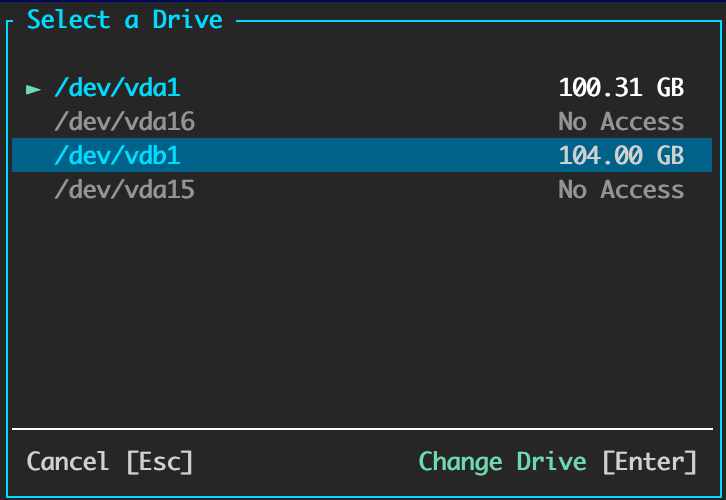 Select a Drive
► /dev/vda1 100.31 GB
/dev/vda16 No Access
/dev/vdb1 104.00 GB
/dev/vda15 No Access
Cancel [Esc] Change Drive [Enter]